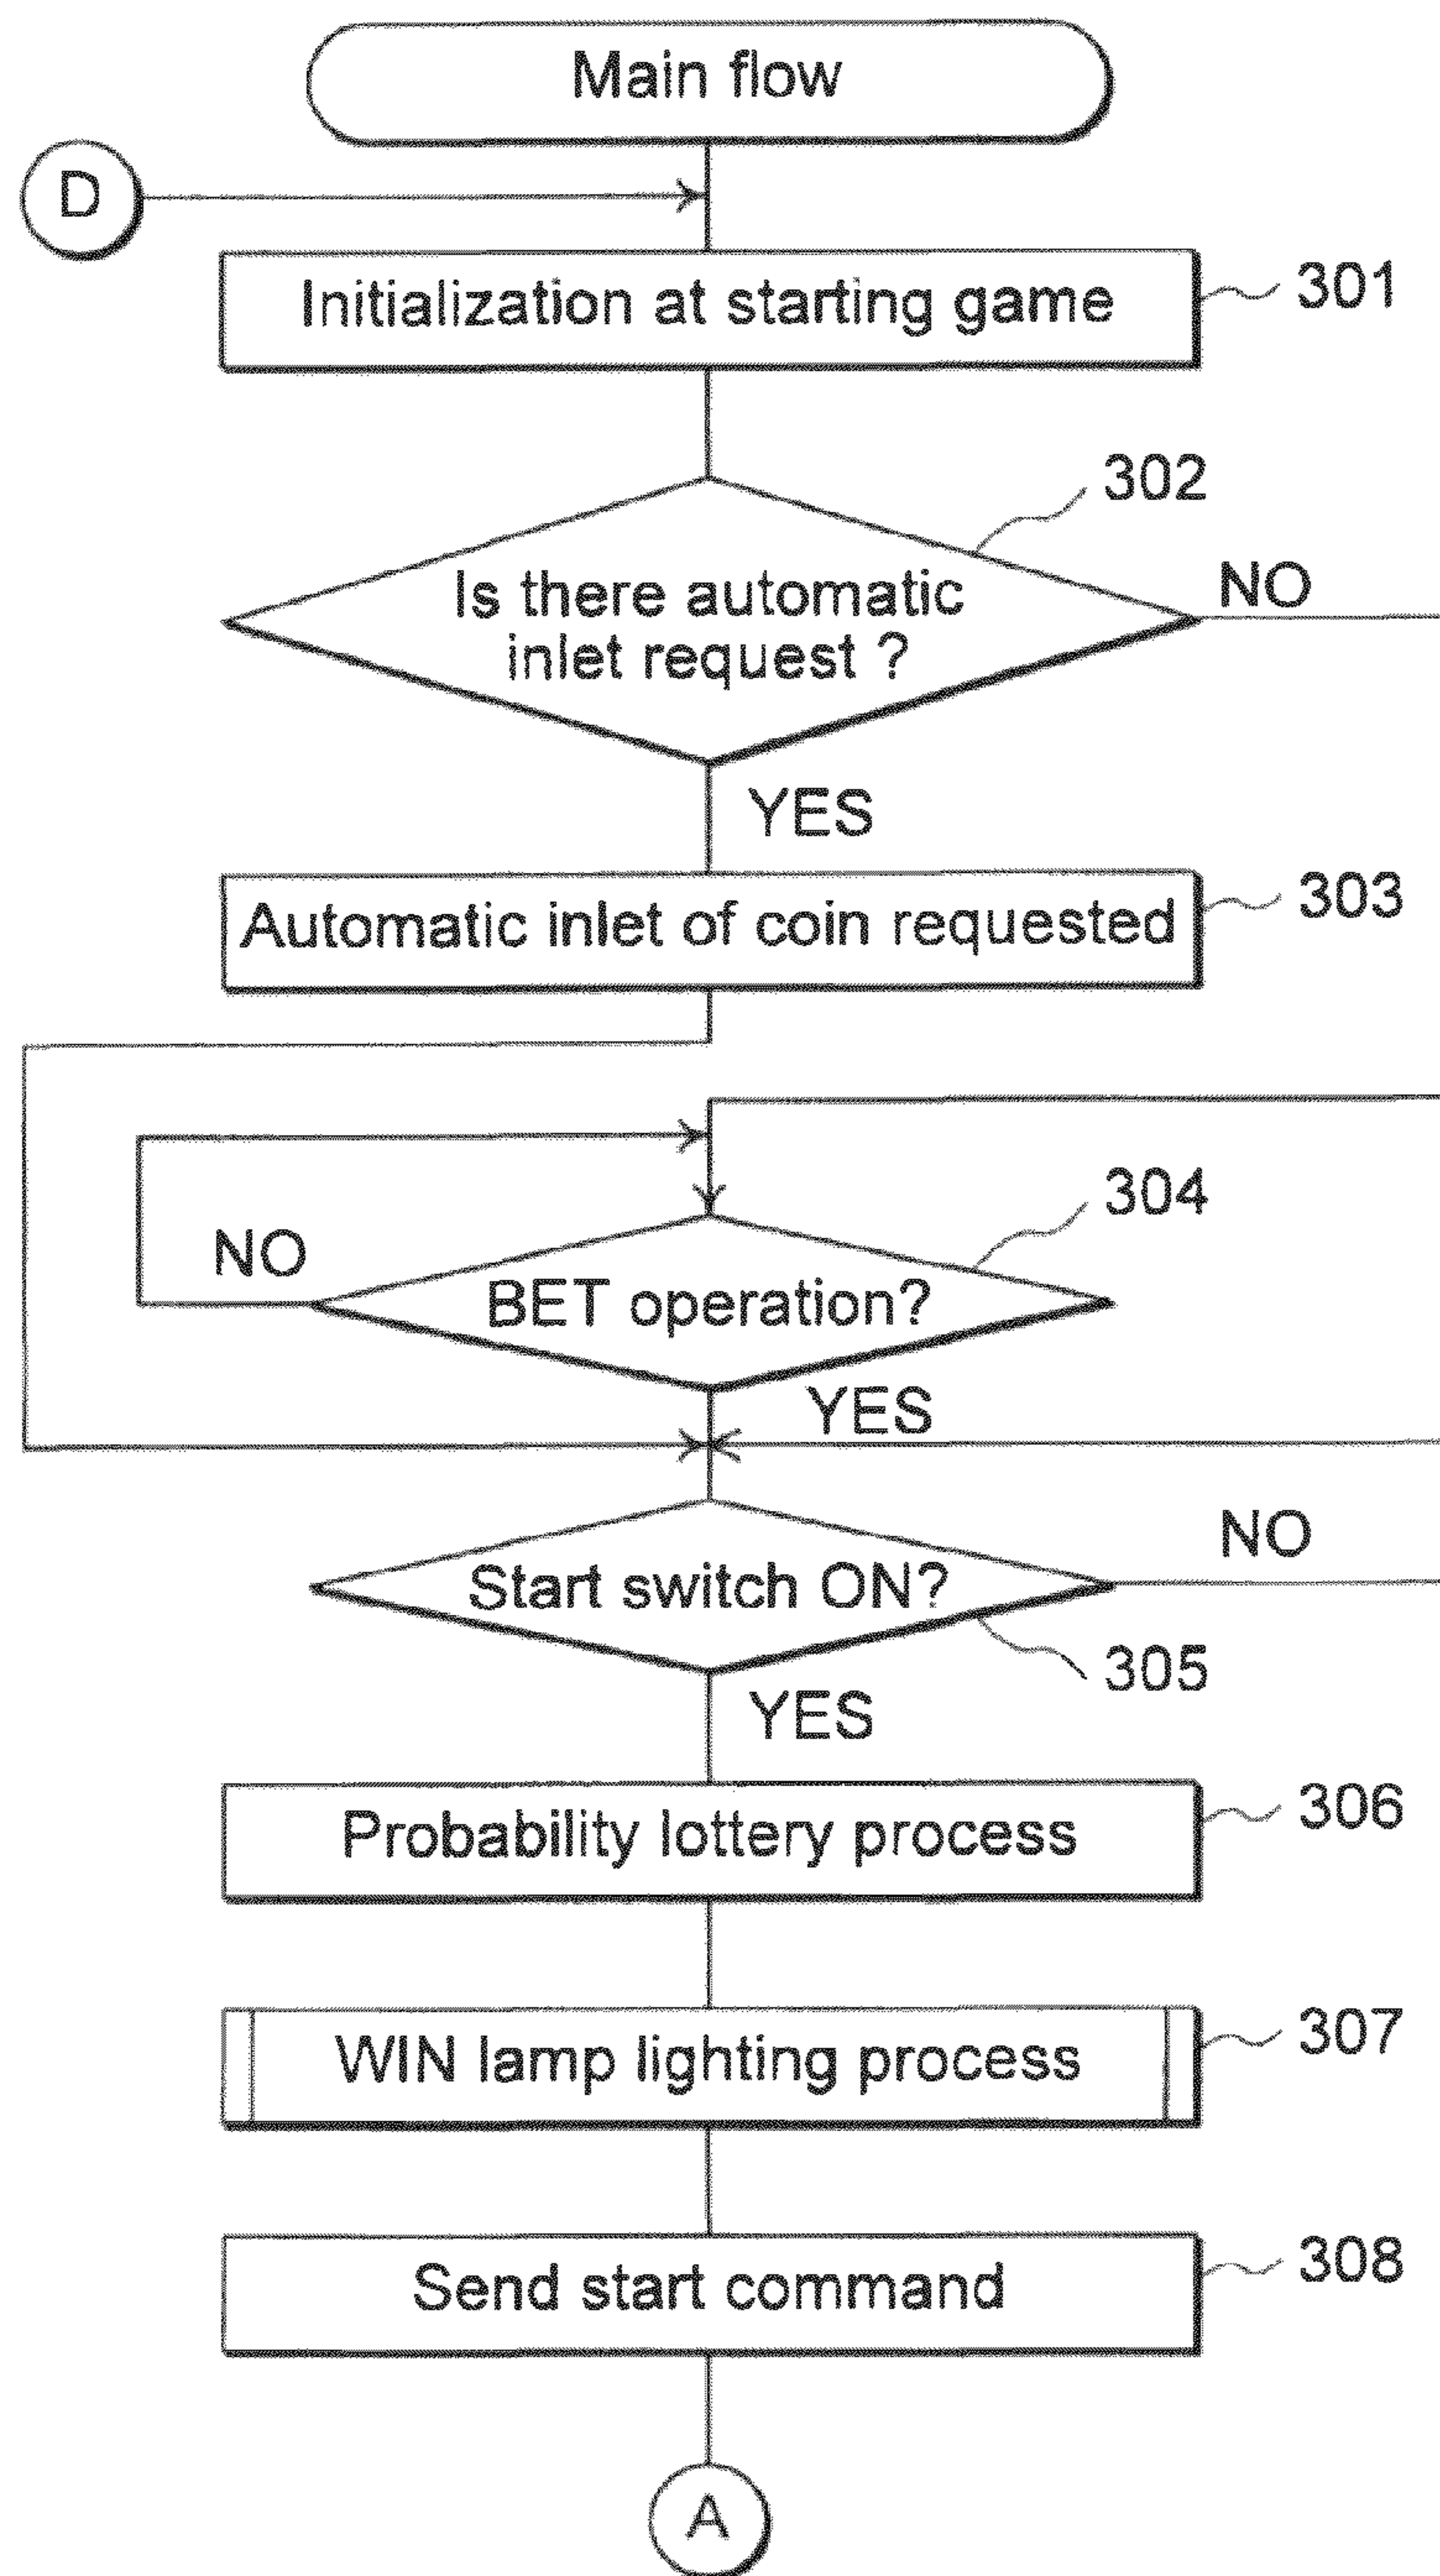 Main flow
D
Initialization at starting game
301
302
Is there automatic
inlet request ?
NO
YES
Automatic inlet of coin requested
303
304
NO
BET operation?
YES
Start switch ON?
NO
305
YES
Probability lottery process
306
WIN lamp lighting process
307
Send start command
308
A